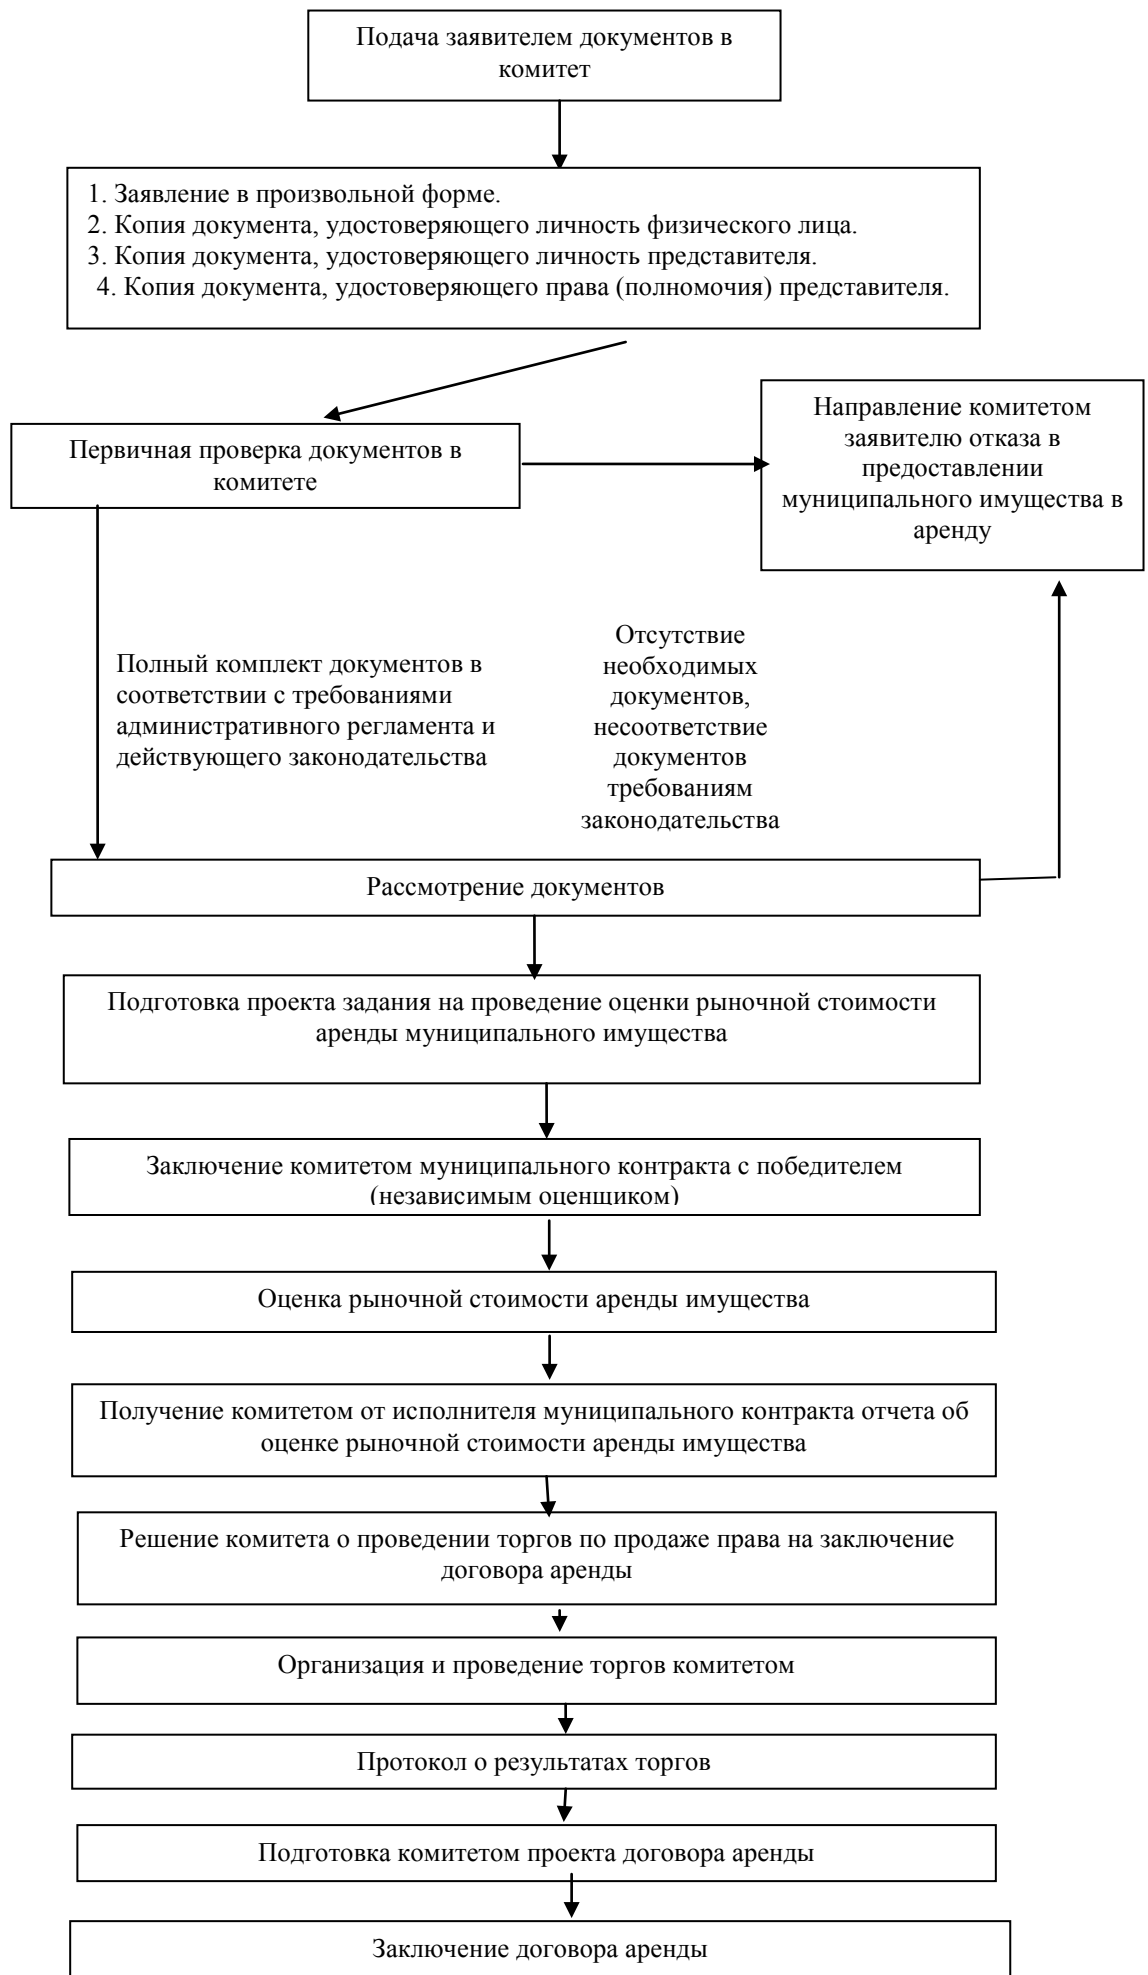 Подача заявителем документов в
комитет
1. Заявление в произвольной форме.
2. Копия документа, удостоверяющего личность физического лица.
3. Копия документа, удостоверяющего личность представителя.
4. Копия документа, удостоверяющего права (полномочия) представителя.
Первичная проверка документов в
комитете
Направление комитетом
заявителю отказа в
предоставлении
муниципального имущества в
аренду
Полный комплект документов в
соответствии с требованиями
административного регламента и
действующего законодательства
Отсутствие
необходимых
документов,
несоответствие
документов
требованиям
законодательства
Рассмотрение документов
Подготовка проекта задания на проведение оценки рыночной стоимости
аренды муниципального имущества
Заключение комитетом муниципального контракта с победителем
(независимым оценщиком)
Оценка рыночной стоимости аренды имущества
Получение комитетом от исполнителя муниципального контракта отчета об
оценке рыночной стоимости аренды имущества
Решение комитета о проведении торгов по продаже права на заключение
договора аренды
Организация и проведение торгов комитетом
Протокол о результатах торгов
Подготовка комитетом проекта договора аренды
Заключение договора аренды